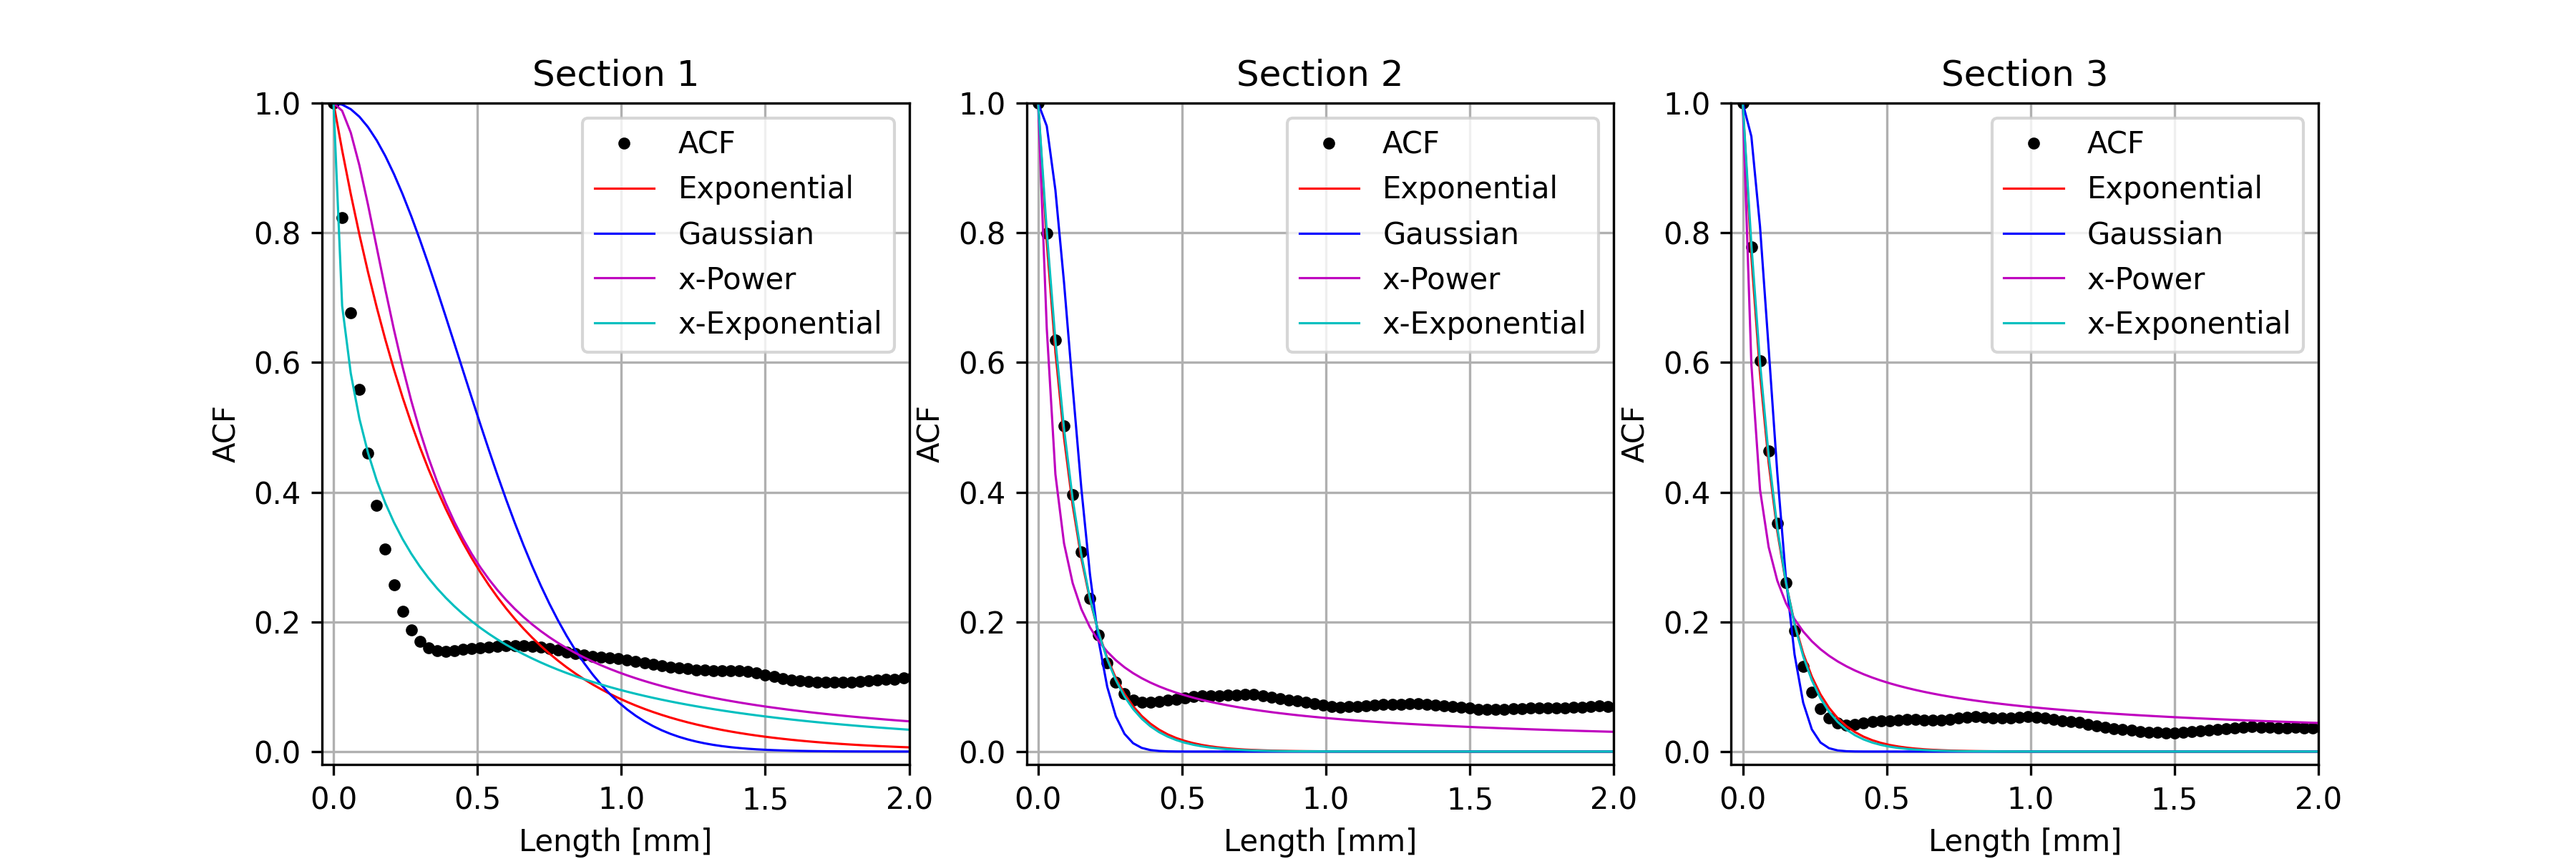 Section 1
1.0
0.8
0.6
0.4
0.2
0.0
ACF
ACF
Exponential
Gaussian
x-Power
x-Exponential
0.0 0.5 1.0 1.5 2.0
Length [mm]
Section 2
1.0
0.8
0.6
0.4
0.2
0.0
ACF
ACF
Exponential
Gaussian
x-Power
x-Exponential
0.0 0.5 1.0 1.5 2.0
Length [mm]
Section 3
1.0
0.8
0.6
0.4
0.2
0.0
ACF
ACF
Exponential
Gaussian
x-Power
x-Exponential
0.0 0.5 1.0 1.5 2.0
Length [mm]